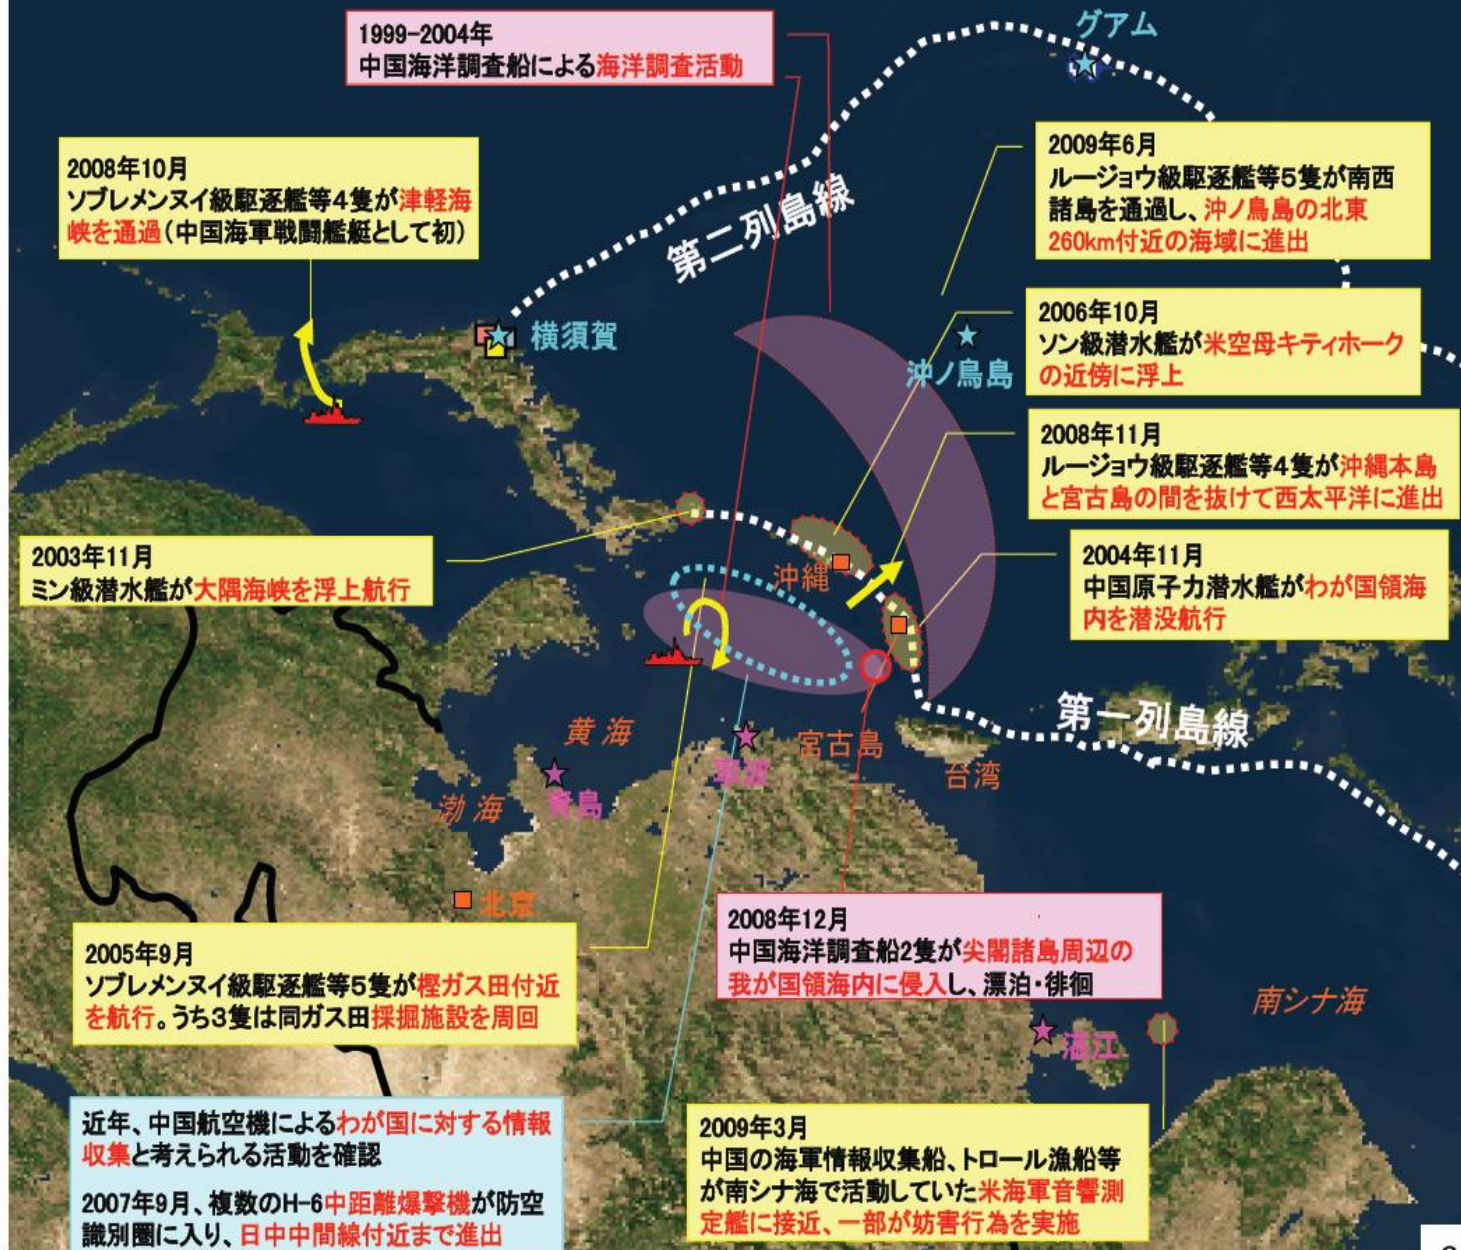 1999-2004年
中国海洋調査船による海洋調査活動
グアム
2008年10月
ソブレメンヌイ級駆逐艦等4隻が津軽海
峡を通過(中国海軍戦闘艦艇として初)
2009年6月
ルージョウ級駆逐艦等5隻が南西
諸島を通過し、沖ノ鳥島の北東
260km付近の海域に進出
第二列島線
横須賀
沖ノ鳥島
2006年10月
ソン級潜水艦が米空母キティホーク
の近傍に浮上
2008年11月
ルージョウ級駆逐艦等4隻が沖縄本島
と宮古島の間を抜けて西太平洋に進出
2003年11月
ミン級潜水艦が大隅海峡を浮上航行
沖縄
2004年11月
中国原子力潜水艦がわが国領海
内を潜没航行
第一列島線
黄海
宮古島
寧波
台湾
青島
渤海
北京
2005年9月
ソブレメンヌイ級駆逐艦等5隻が樫ガス田付近
を航行。うち3隻は同ガス田採掘施設を周回
2008年12月
中国海洋調査船2隻が尖閣諸島周辺の
我が国領海内に侵入し、漂泊・徘徊
南シナ海
湛江
近年、中国航空機によるわが国に対する情報
収集と考えられる活動を確認
2007年9月、複数のH-6中距離爆撃機が防空
識別圏に入り、日中中間線付近まで進出
2009年3月
中国の海軍情報収集船、トロール漁船等
が南シナ海で活動していた米海軍音響測
定艦に接近、一部が妨害行為を実施